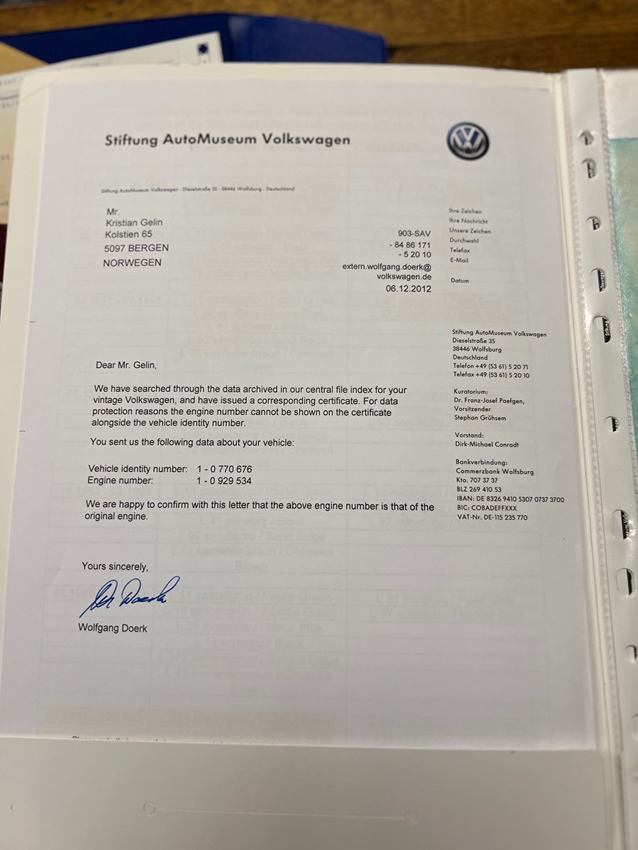 Stiftung AutoMuseum Volkswagen
Stiftung AutoMuseum Volkswagen · Dieselstraße 35 · 38446 Wolfsburg · Deutschland
Mr.
Kristian Gelin
Kolstien 65
5097 BERGEN
NORWEGEN
903-SAV
- 84 86 171
- 5 20 10
extern.wolfgang.doerk@
volkswagen.de
06.12.2012
Ihre Zeichen
Ihre Nachricht
Unsere Zeichen
Durchwahl
Telefax
E-Mail
Datum
Stiftung AutoMuseum Volkswagen
Dieselstraße 35
38446 Wolfsburg
Deutschland
Telefon +49 (53 61) 5 20 71
Telefax +49 (53 61) 5 20 10
Kuratorium:
Dr. Franz-Josef Paefgen,
Vorsitzender
Stephan Grühsem
Vorstand:
Dirk-Michael Conradt
Bankverbindung:
Commerzbank Wolfsburg
Kto. 707 37 37
BLZ 269 410 53
IBAN: DE 8326 9410 5307 0737 3700
BIC: COBADEFFXXX
VAT-Nr. DE-115 235 770
Dear Mr. Gelin,
We have searched through the data archived in our central file index for your
vintage Volkswagen, and have issued a corresponding certificate. For data
protection reasons the engine number cannot be shown on the certificate
alongside the vehicle identity number.
You sent us the following data about your vehicle:
Vehicle identity number: 1 - 0 770 676
Engine number: 1 - 0 929 534
We are happy to confirm with this letter that the above engine number is that of the
original engine.
Yours sincerely,
Wolfgang Doerk